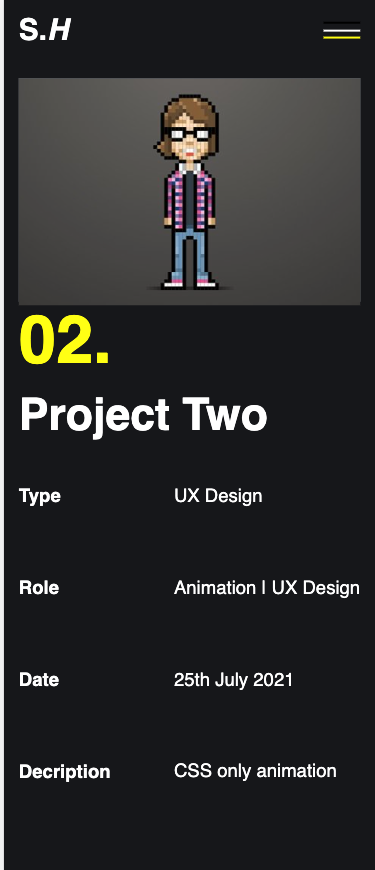 S.H
02.
Project Two
Type UX Design
Role Animation | UX Design
Date 25th July 2021
Decription CSS only animation